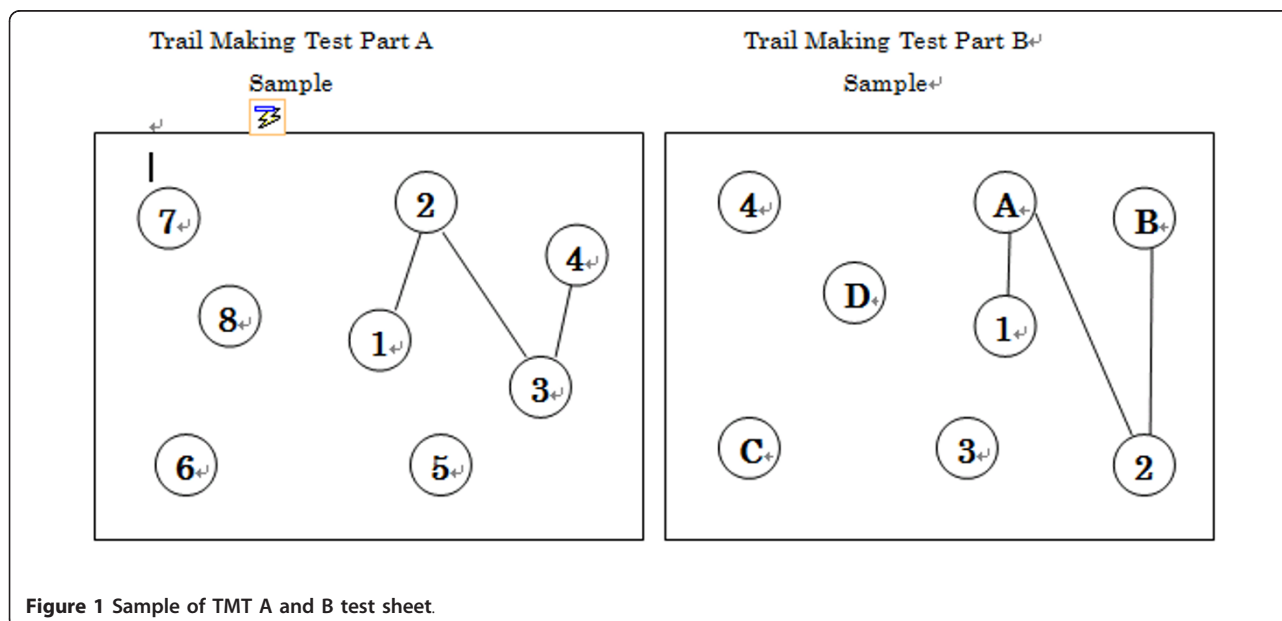 Trail Making Test Part A
Sample
7
2
4
8
1
3
6
5
Trail Making Test Part B
Sample
4
A
B
D
1
C
3
2
Figure 1 Sample of TMT A and B test sheet.